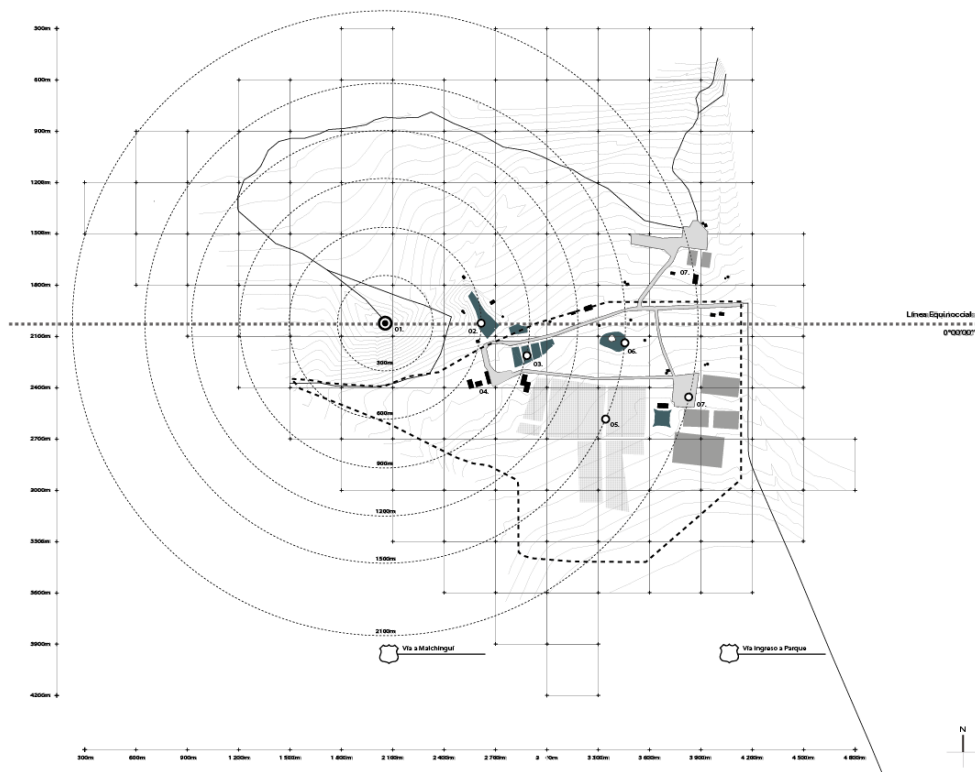 300m
600m
900m
1200m
1500m
1800m
07.
Línea Equinoccial:
0°00'00"
01.
02.
2100m
06.
03.
300m
2400m
04.
07.
600m
05.
2700m
900m
3000m
1200m
3300m
1500m
3600m
2100m
3900m
Vía a Malchinguí
Vía Ingreso a Parque
4200m
N
300m 600m 900m 1 200m 1 500m 1 800m 2 100m 2 400m 2 700m 3 300m 3 600m 3 900m 4 200m 4 500m 4 800m